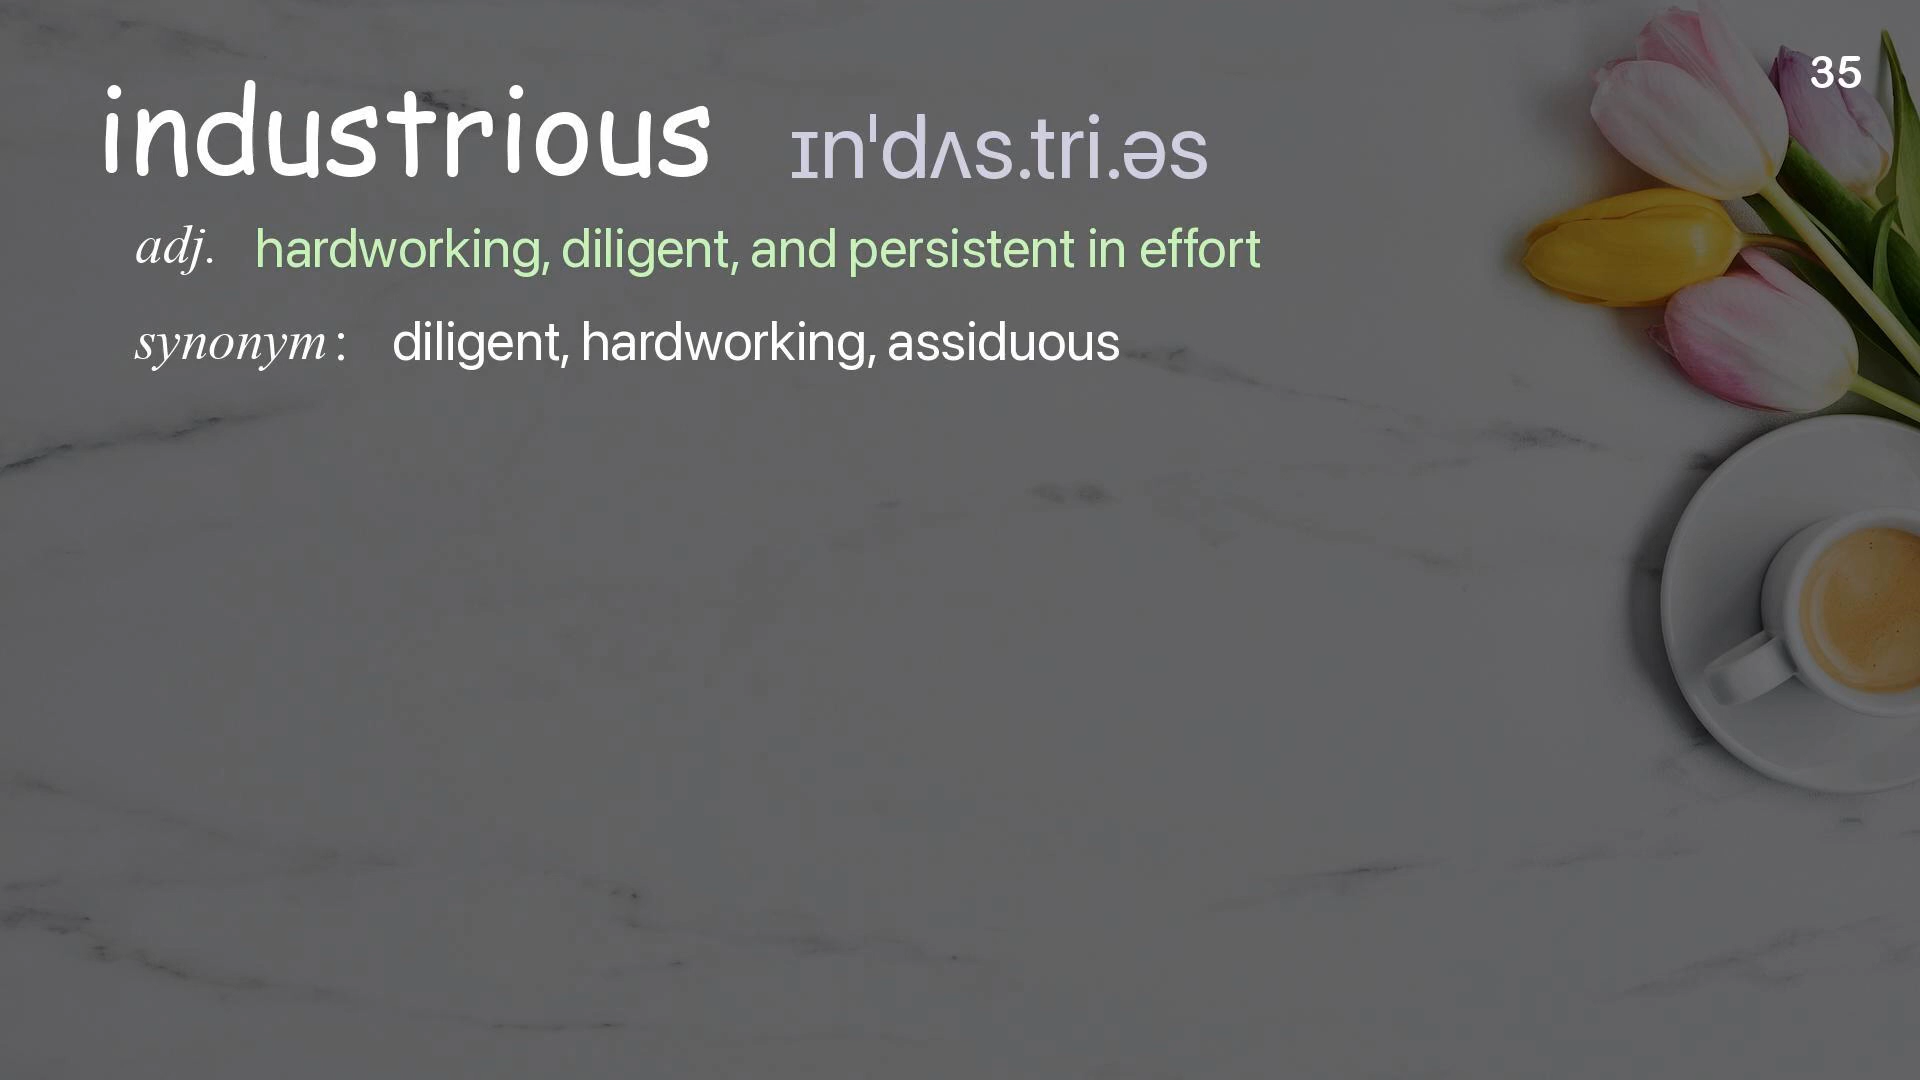 35
industrious ɪnˈdʌs.tri.əs
adj. hardworking, diligent, and persistent in effort
synonym : diligent, hardworking, assiduous